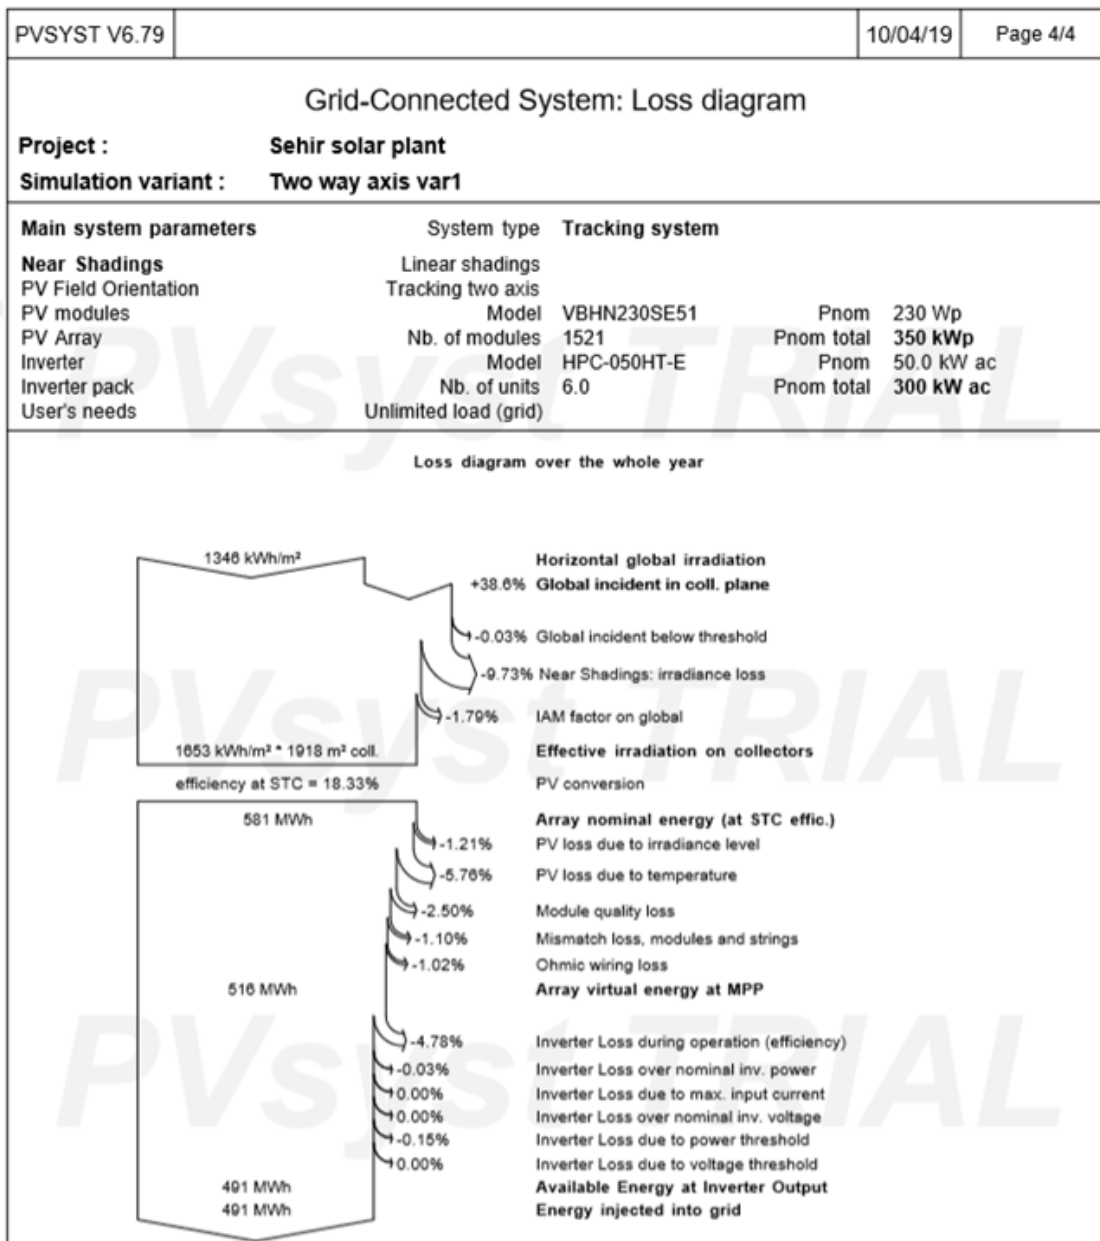 PVSYST V6.79 10/04/19 Page 4/4
Grid-Connected System: Loss diagram
Project : Sehir solar plant
Simulation variant : Two way axis var1
Main system parameters System type Tracking system
Near Shadings Linear shadings
PV Field Orientation Tracking two axis
PV modules Model VBHN230SE51 Pnom 230 Wp
PV Array Nb. of modules 1521 Pnom total 350 kWp
Inverter Model HPC-050HT-E Pnom 50.0 kW ac
Inverter pack Nb. of units 6.0 Pnom total 300 kW ac
User's needs Unlimited load (grid)
PVsyst TRIAL
Loss diagram over the whole year
1346 kWh/m² Horizontal global irradiation
+38.6% Global incident in coll. plane
-0.03% Global incident below threshold
-9.73% Near Shadings: irradiance loss
-1.79% IAM factor on global
PVsyst TRIAL
1653 kWh/m² * 1918 m² coll. Effective irradiation on collectors
efficiency at STC = 18.33% PV conversion
581 MWh Array nominal energy (at STC effic.)
-1.21% PV loss due to irradiance level
-5.76% PV loss due to temperature
-2.50% Module quality loss
-1.10% Mismatch loss, modules and strings
-1.02% Ohmic wiring loss
516 MWh Array virtual energy at MPP
-4.78% Inverter Loss during operation (efficiency)
-0.03% Inverter Loss over nominal inv. power
PVsyst TRIAL
0.00% Inverter Loss due to max. input current
0.00% Inverter Loss over nominal inv. voltage
-0.15% Inverter Loss due to power threshold
0.00% Inverter Loss due to voltage threshold
491 MWh Available Energy at Inverter Output
491 MWh Energy injected into grid